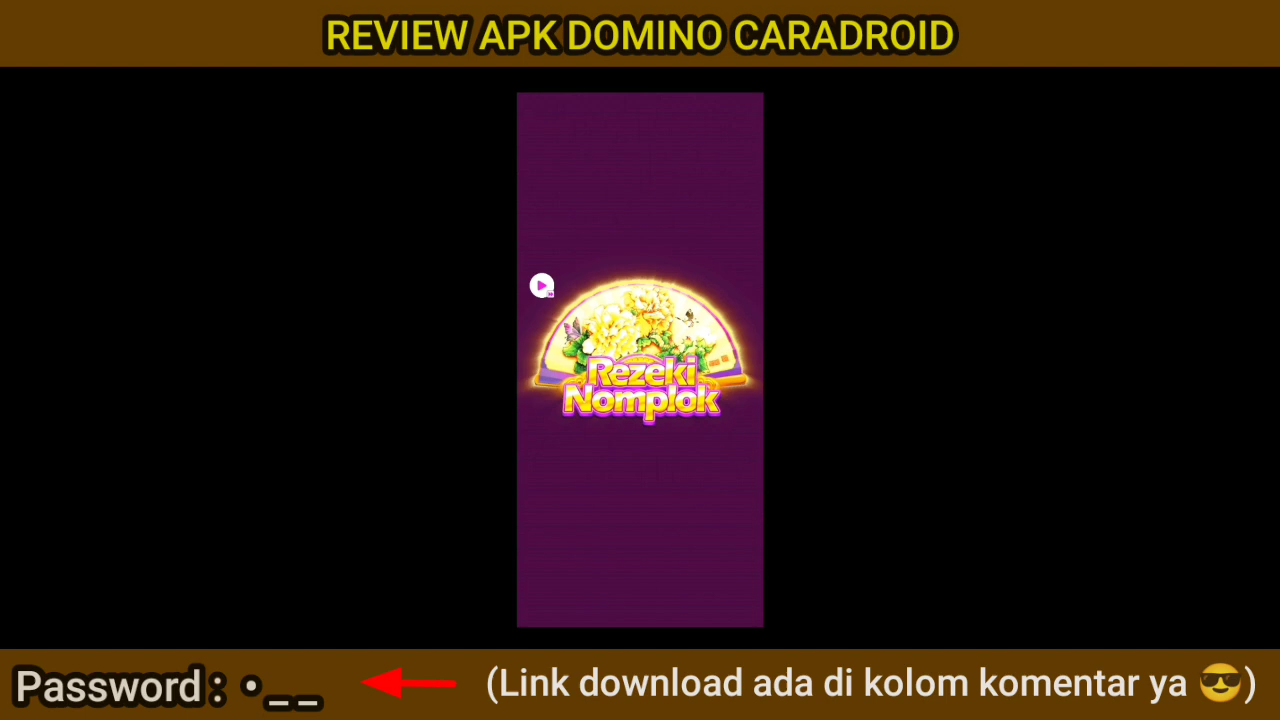 REVIEW APK DOMINO CARADROID
Rezeki
Nomplok
Password : •_ _
(Link download ada di kolom komentar ya 😎)